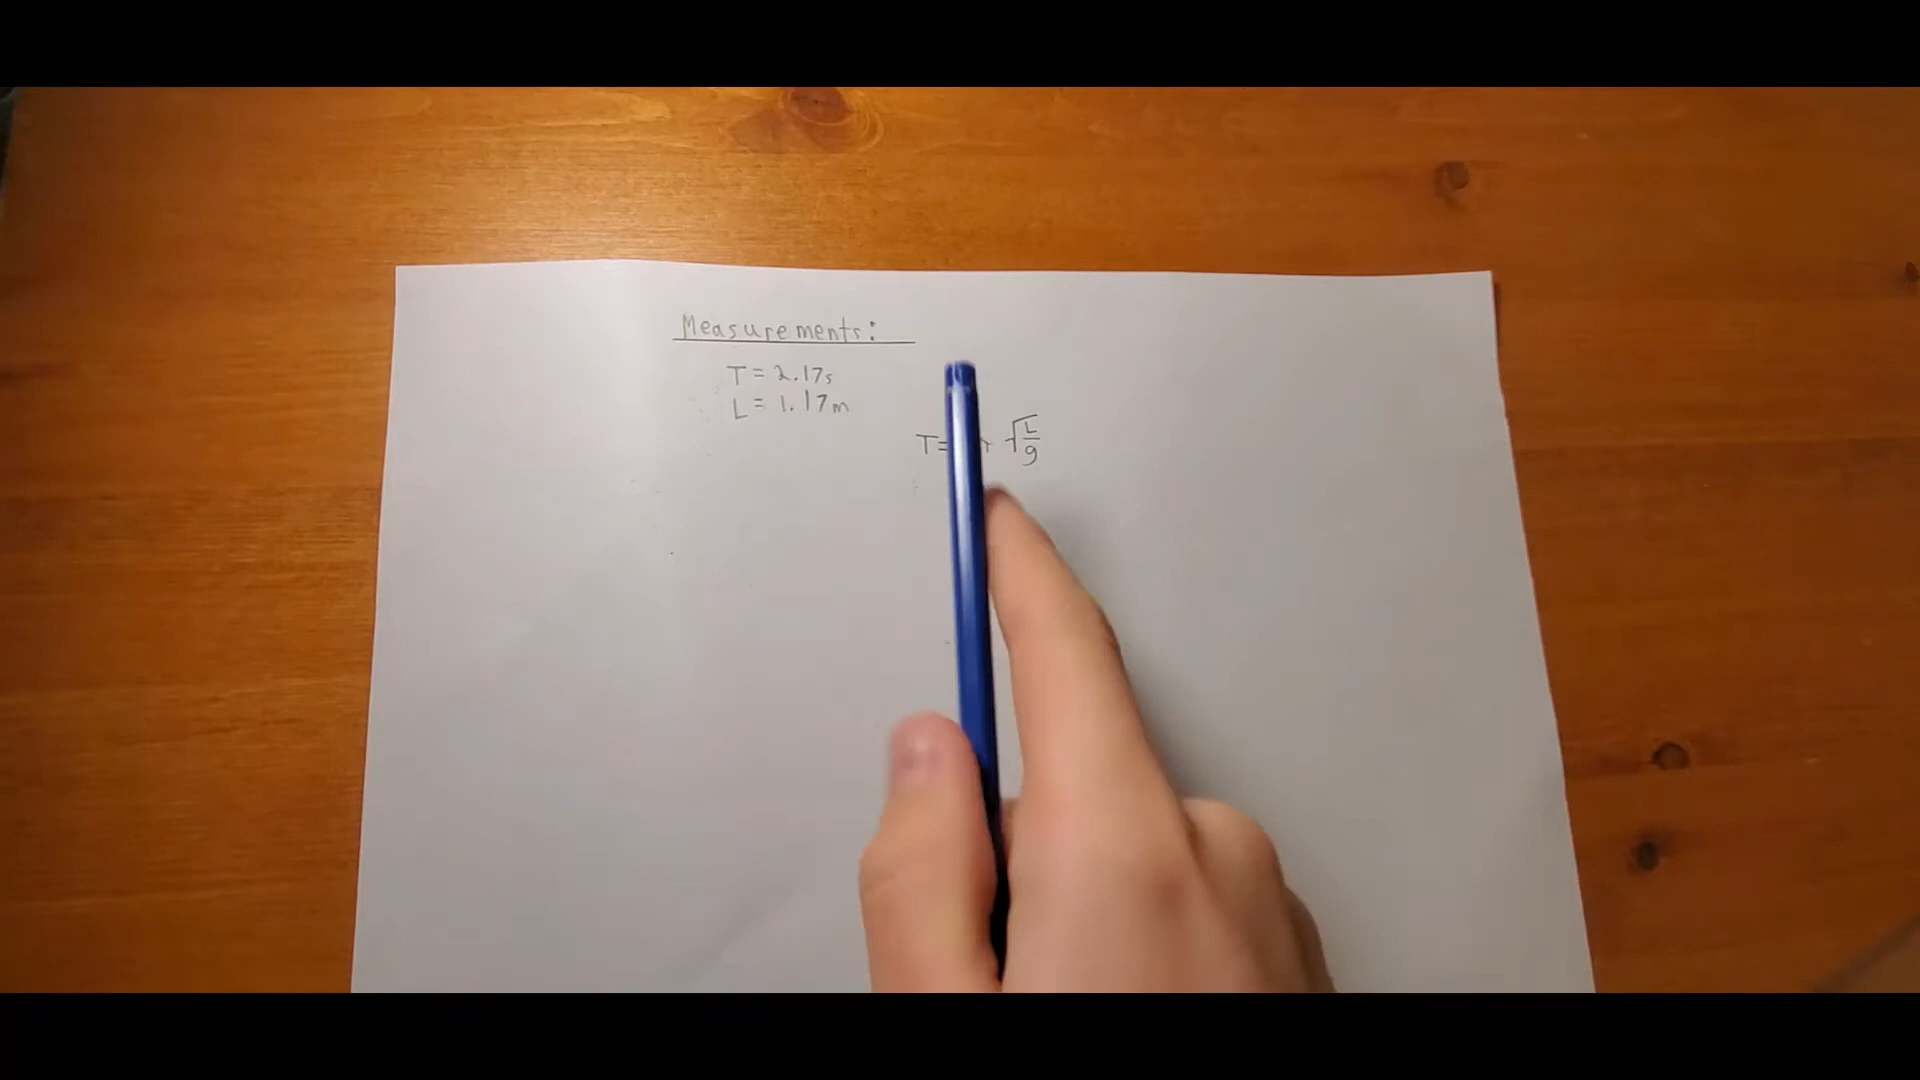 Measurements:
T = 2.17s
L = 1.17m
T= √L/g